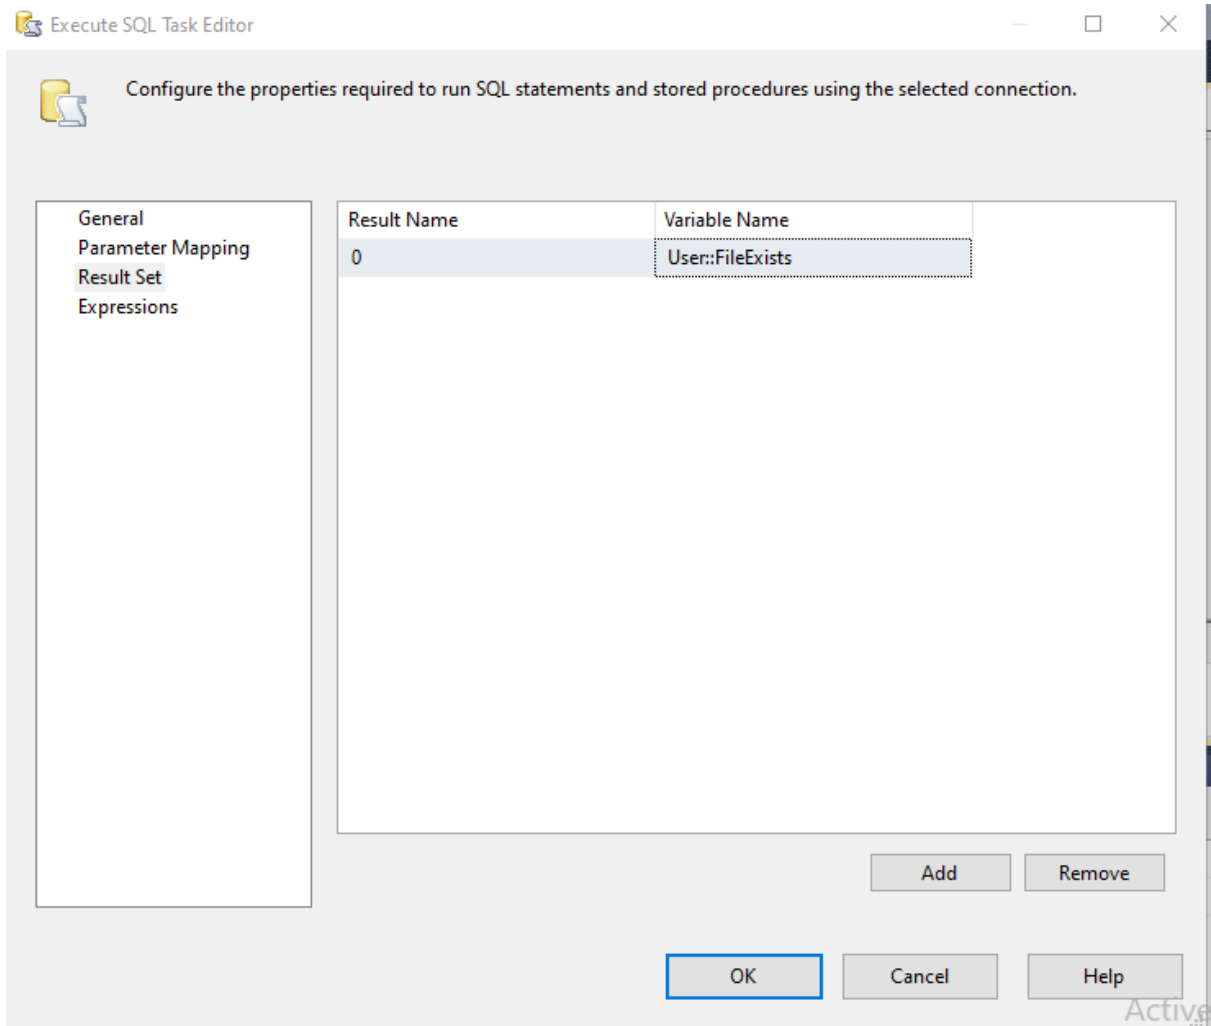 Execute SQL Task Editor
Configure the properties required to run SQL statements and stored procedures using the selected connection.
General
Parameter Mapping
Result Set
Expressions
Result Name Variable Name
0 User::FileExists
Add Remove
OK Cancel Help
Active